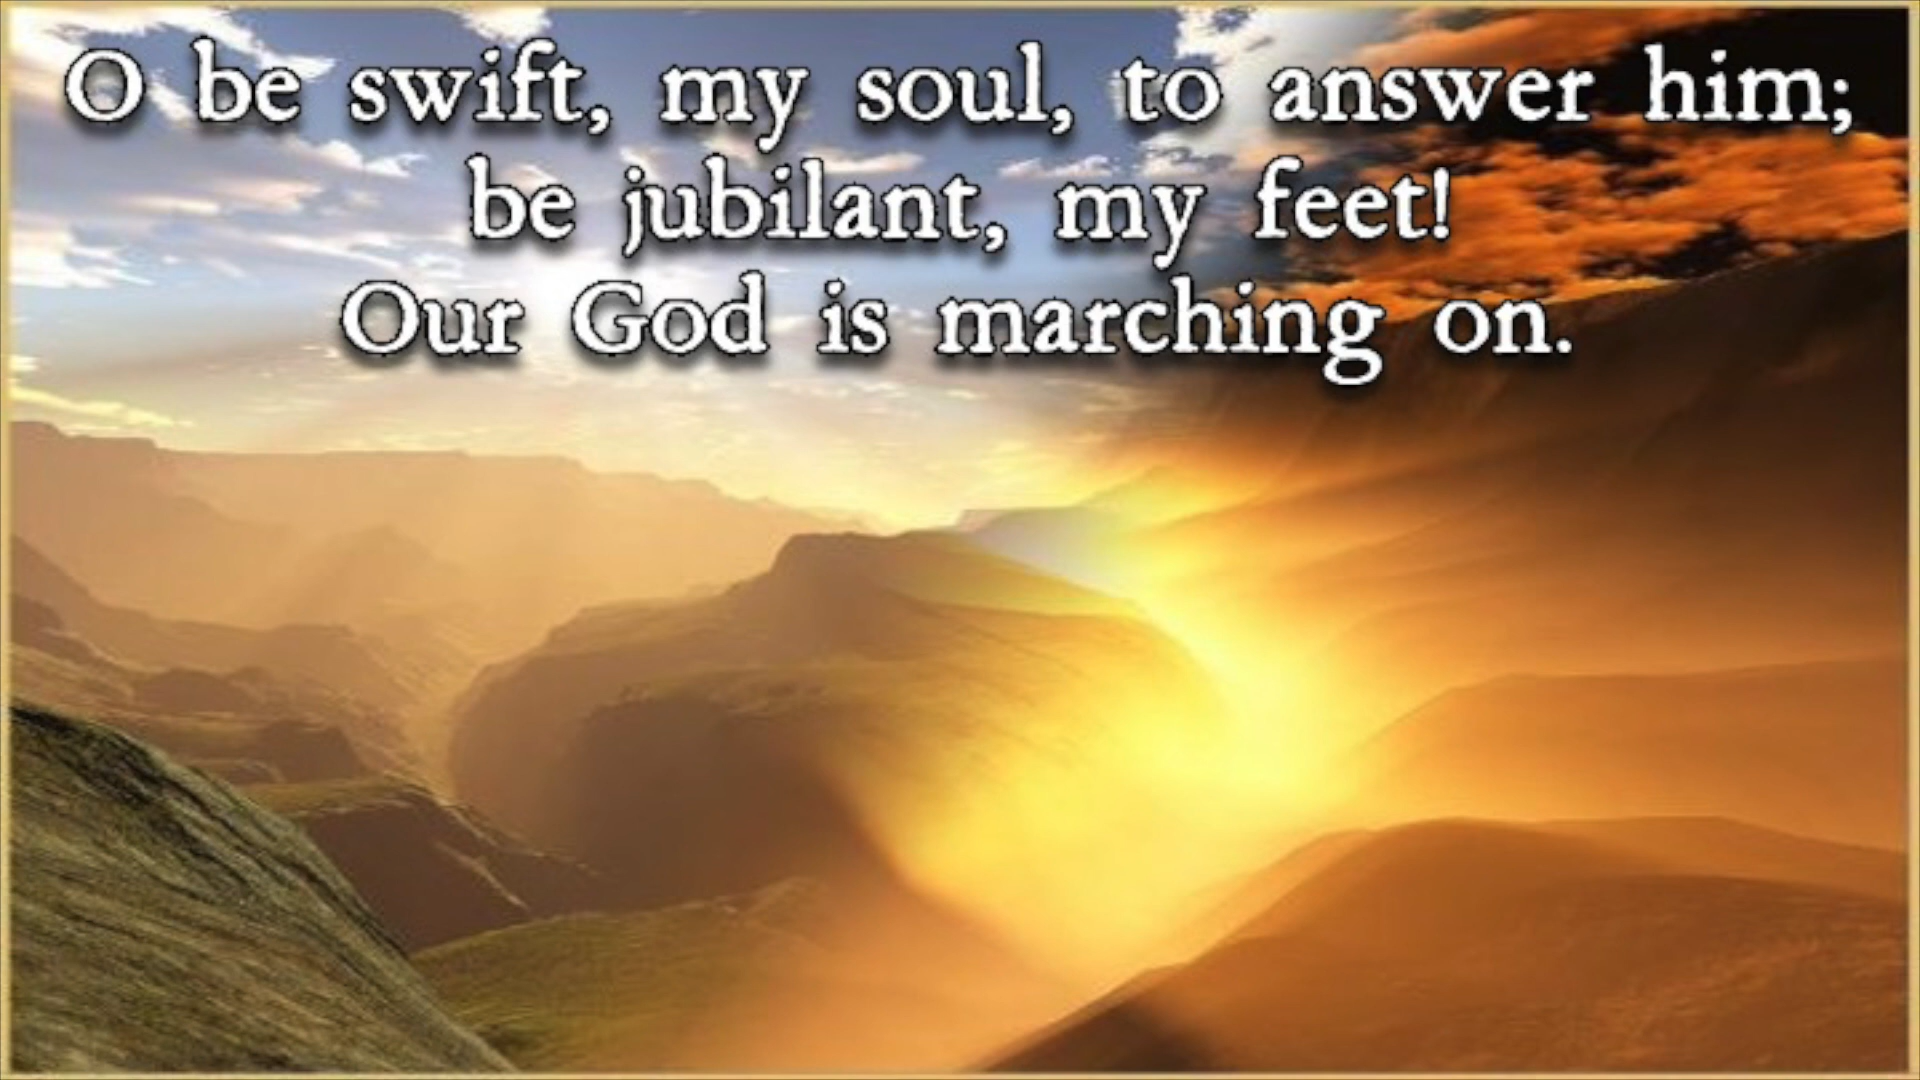 O be swift, my soul, to answer him;
be jubilant, my feet!
Our God is marching on.